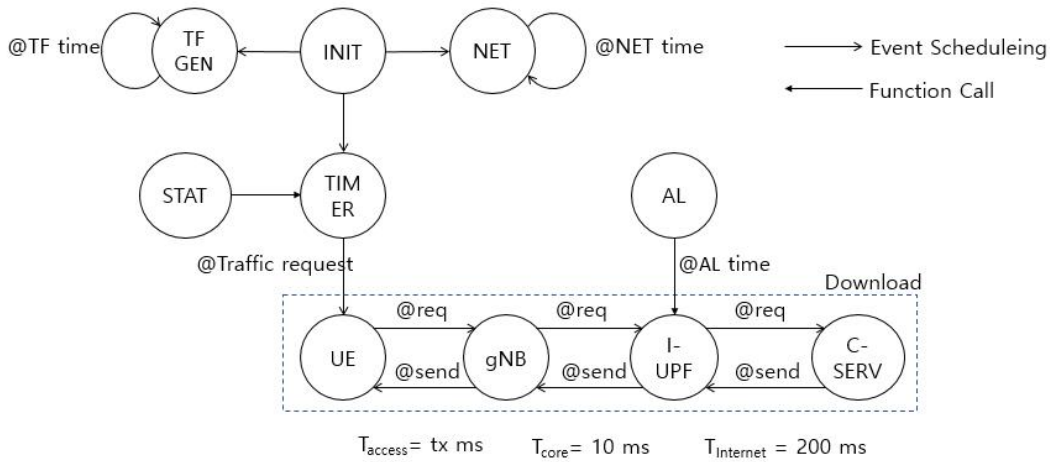 @TF time
TF
GEN
INIT
NET
@NET time
Event Scheduleing
Function Call
STAT
TIM
ER
AL
@Traffic request
@AL time
Download
@req
@req
@req
UE
gNB
I-
UPF
C-
SERV
@send
@send
@send
Taccess= tx ms
Tcore= 10 ms
TInternet = 200 ms